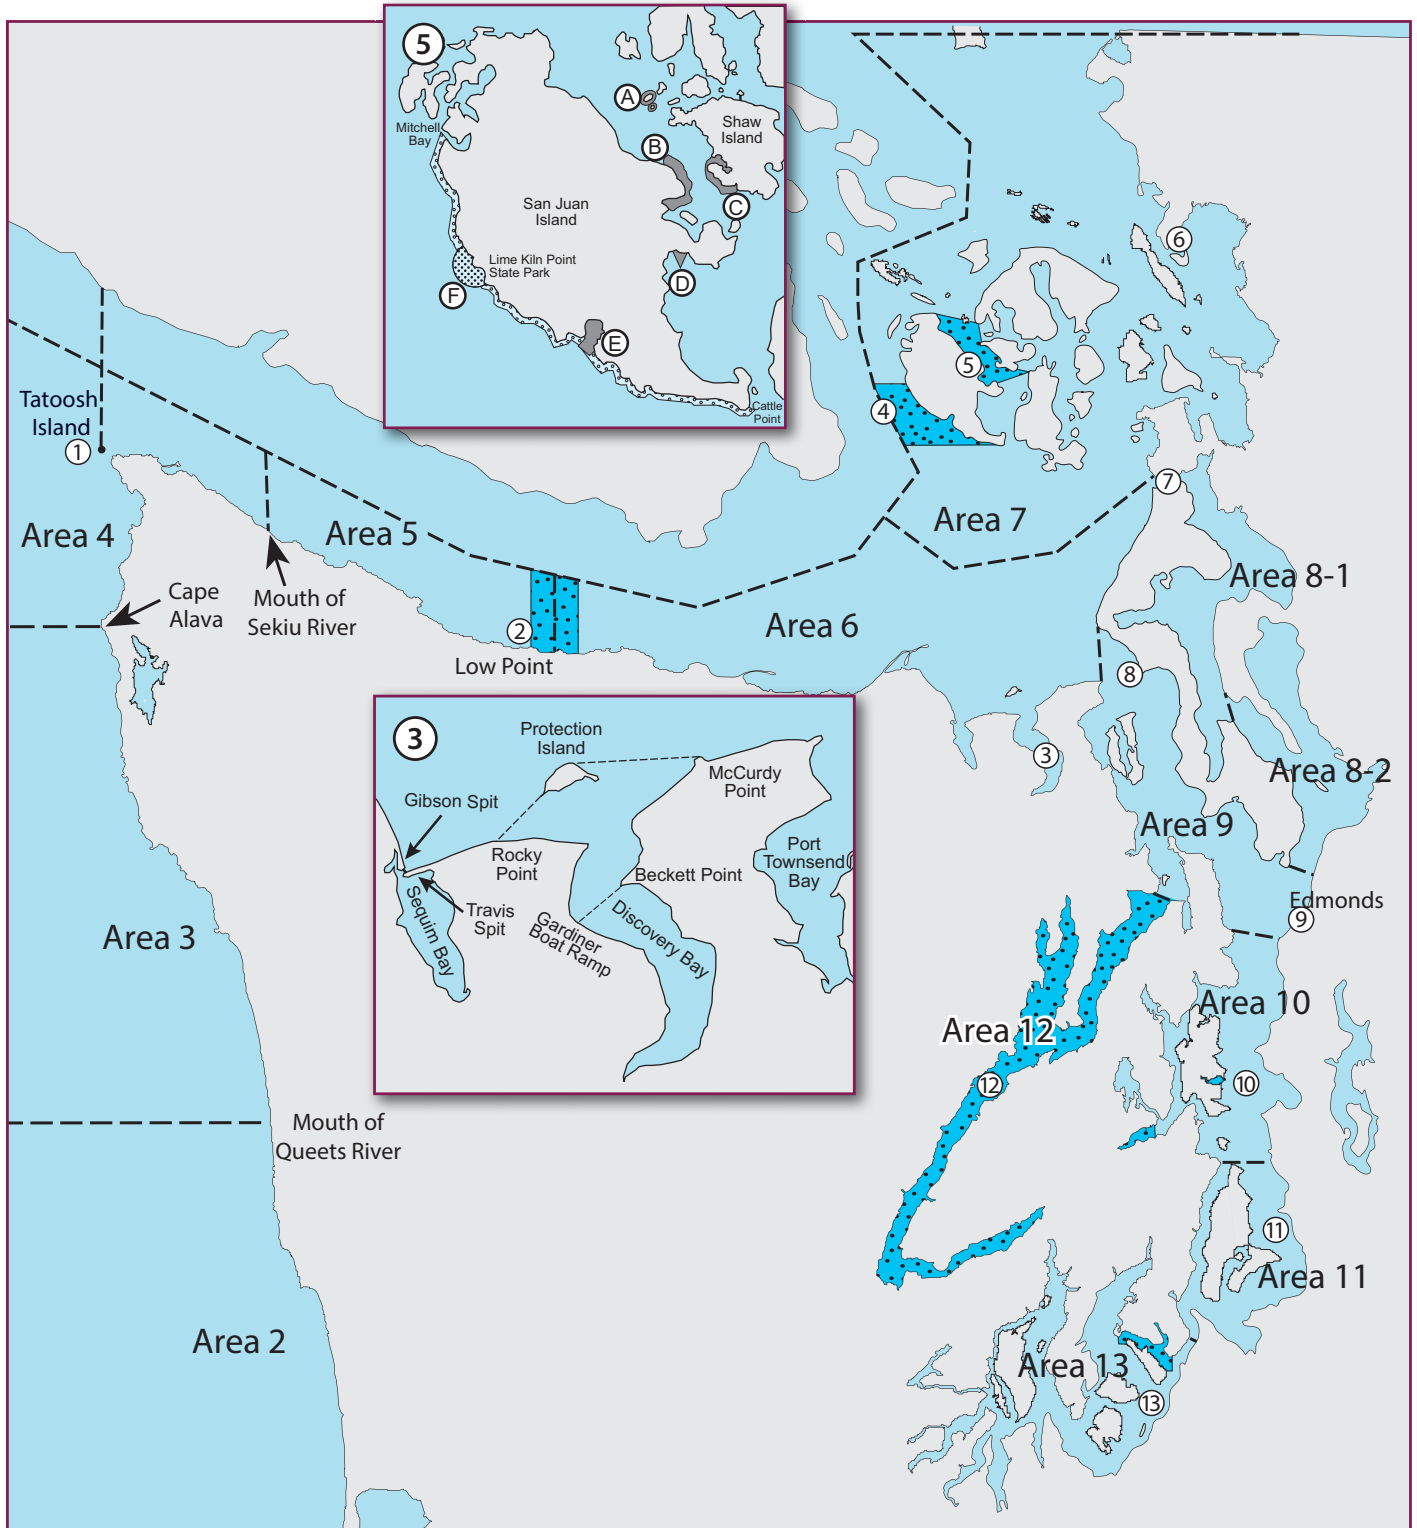 5
A
B
C
D
E
F
Mitchell
Bay
Shaw
Island
San Juan
Island
Lime Kiln Point
State Park
Cattle
Point
6
5
4
Tatoosh
Island
1
7
Area 4
Area 5
Area 7
Cape
Alava
Mouth of
Sekiu River
Area 8-1
2
Area 6
Low Point
8
3
Area 8-2
Area 9
3
Protection
Island
McCurdy
Point
Gibson Spit
Rocky
Point
Port
Townsend
Bay
Beckett Point
Travis
Spit
Sequim Bay
Gardiner
Boat Ramp
Discovery Bay
Edmonds
9
Area 3
Area 10
Area 12
12
10
Mouth of
Queets River
11
Area 11
Area 2
Area 13
13